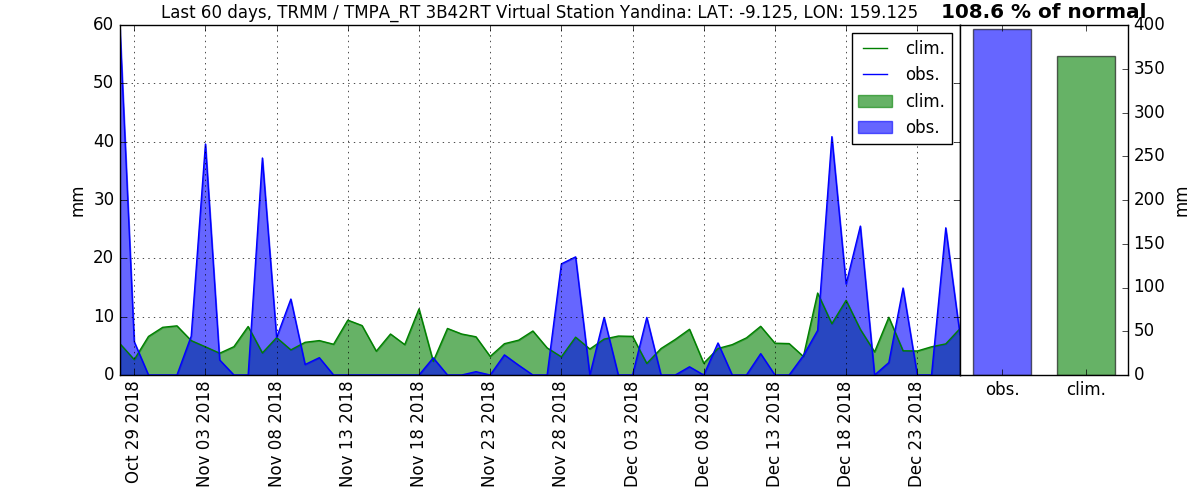 Last 60 days, TRMM / TMPA_RT 3B42RT Virtual Station Yandina: LAT: -9.125, LON: 159.125
108.6 % of normal
60
50
40
30
20
10
0
mm
clim.
obs.
clim.
obs.
400
350
300
250
200
150
100
50
0
mm
Oct 29 2018
Nov 03 2018
Nov 08 2018
Nov 13 2018
Nov 18 2018
Nov 23 2018
Nov 28 2018
Dec 03 2018
Dec 08 2018
Dec 13 2018
Dec 18 2018
Dec 23 2018
obs.
clim.